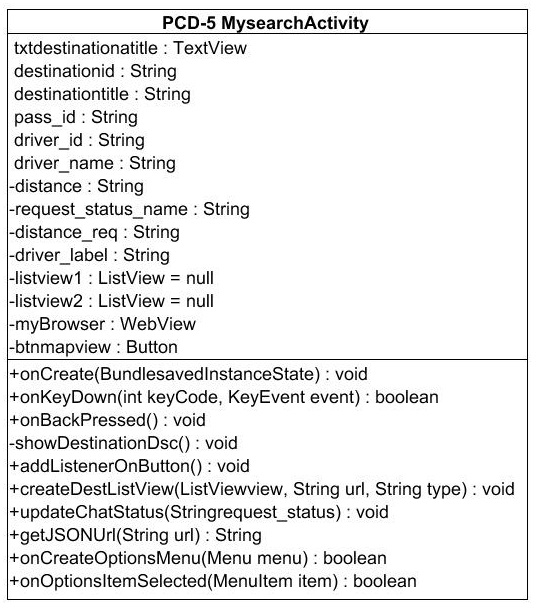 PCD-5 MysearchActivity
txtdestinationatitle : TextView
destinationid : String
destinationtitle : String
pass_id : String
driver_id : String
driver_name : String
-distance : String
-request_status_name : String
-distance_req : String
-driver_label : String
-listview1 : ListView = null
-listview2 : ListView = null
-myBrowser : WebView
-btnmapview : Button
+onCreate(BundlesavedInstanceState) : void
+onKeyDown(int keyCode, KeyEvent event) : boolean
+onBackPressed() : void
-showDestinationDsc() : void
+addListenerOnButton() : void
+createDestListView(ListViewview, String url, String type) : void
+updateChatStatus(Stringrequest_status) : void
+getJSONUrl(String url) : String
+onCreateOptionsMenu(Menu menu) : boolean
+onOptionsItemSelected(MenuItem item) : boolean